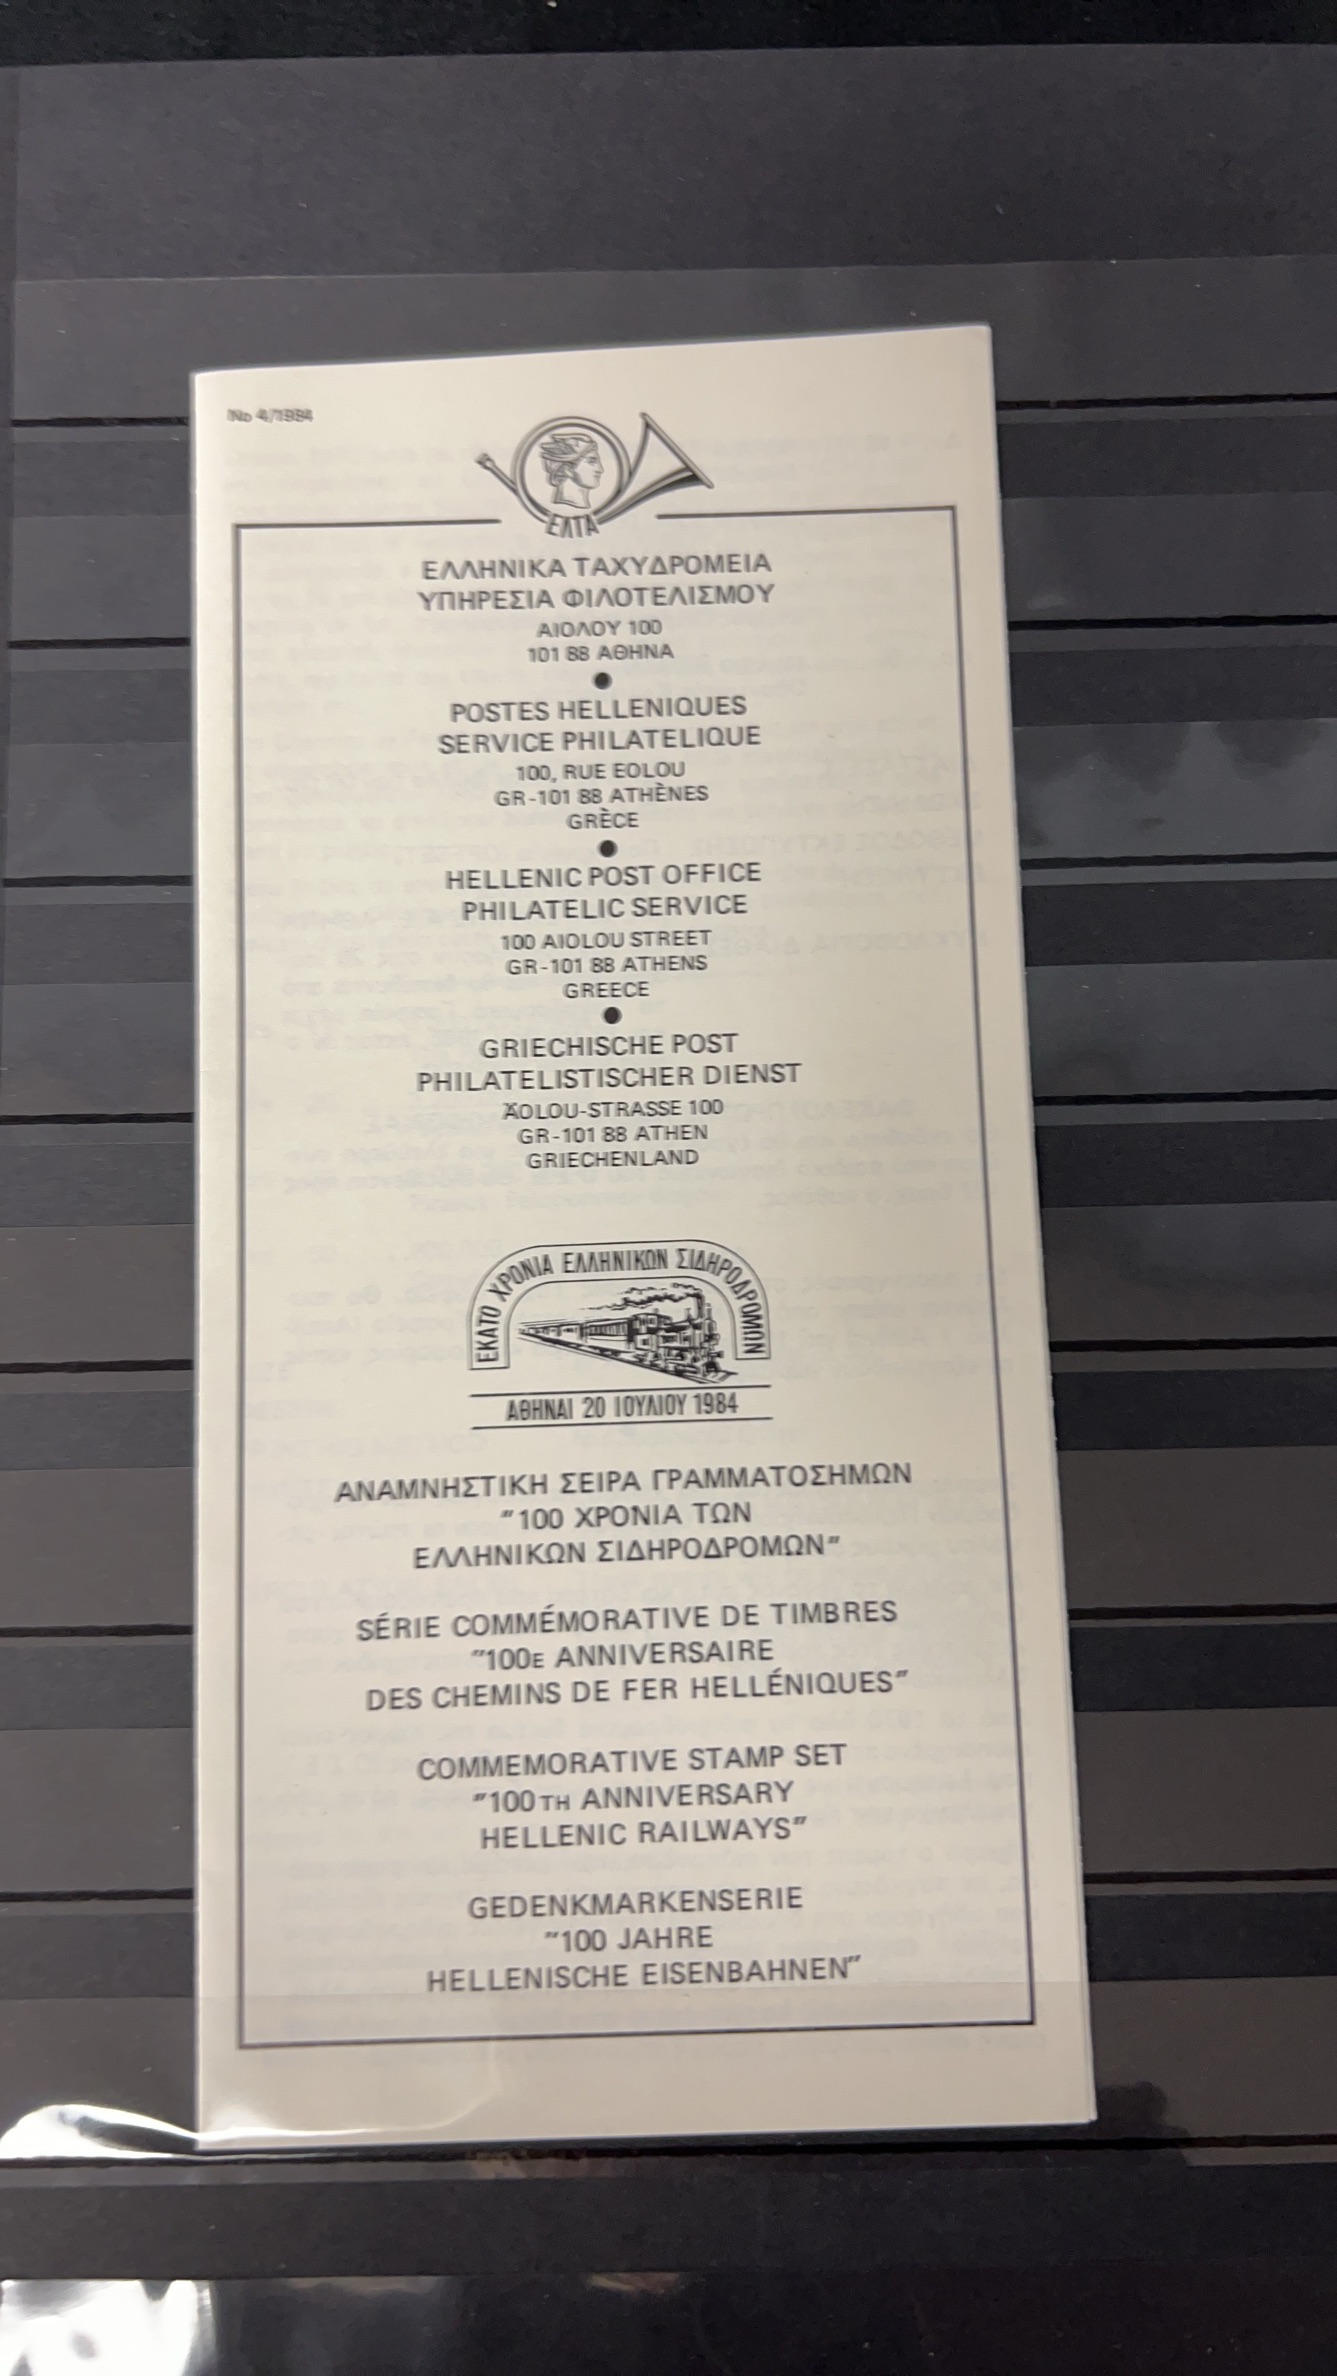 No 4/1984
ΕΛΤΑ
ΕΛΛΗΝΙΚΑ ΤΑΧΥΔΡΟΜΕΙΑ
ΥΠΗΡΕΣΙΑ ΦΙΛΟΤΕΛΙΣΜΟΥ
ΑΙΟΛΟΥ 100
101 88 ΑΘΗΝΑ
POSTES HELLENIQUES
SERVICE PHILATELIQUE
100, RUE EOLOU
GR-101 88 ATHÈNES
GRÈCE
HELLENIC POST OFFICE
PHILATELIC SERVICE
100 AIOLOU STREET
GR-101 88 ATHENS
GREECE
GRIECHISCHE POST
PHILATELISTISCHER DIENST
ÄOLOU-STRASSE 100
GR-101 88 ATHEN
GRIECHENLAND
ΕΚΑΤΟ ΧΡΟΝΙΑ ΕΛΛΗΝΙΚΩΝ ΣΙΔΗΡΟΔΡΟΜΩΝ
ΑΘΗΝΑΙ 20 ΙΟΥΛΙΟΥ 1984
ΑΝΑΜΝΗΣΤΙΚΗ ΣΕΙΡΑ ΓΡΑΜΜΑΤΟΣΗΜΩΝ
"100 ΧΡΟΝΙΑ ΤΩΝ
ΕΛΛΗΝΙΚΩΝ ΣΙΔΗΡΟΔΡΟΜΩΝ"
SÉRIE COMMÉMORATIVE DE TIMBRES
"100E ANNIVERSAIRE
DES CHEMINS DE FER HELLÉNIQUES"
COMMEMORATIVE STAMP SET
"100TH ANNIVERSARY
HELLENIC RAILWAYS"
GEDENKMARKENSERIE
"100 JAHRE
HELLENISCHE EISENBAHNEN"